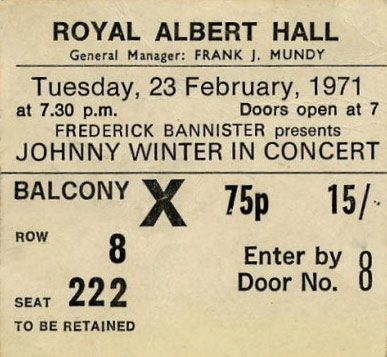 ROYAL ALBERT HALL
General Manager: FRANK J. MUNDY
Tuesday, 23 February, 1971
at 7.30 p.m. Doors open at 7
FREDERICK BANNISTER presents
JOHNNY WINTER IN CONCERT
BALCONY X 75p 15/-
ROW 8
Enter by
Door No. 8
SEAT 222
TO BE RETAINED